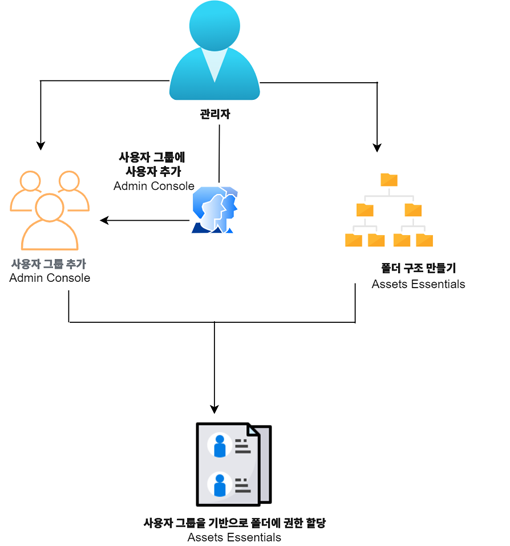 관리자
사용자 그룹에
사용자 추가
Admin Console
사용자 그룹 추가
Admin Console
폴더 구조 만들기
Assets Essentials
사용자 그룹을 기반으로 폴더에 권한 할당
Assets Essentials